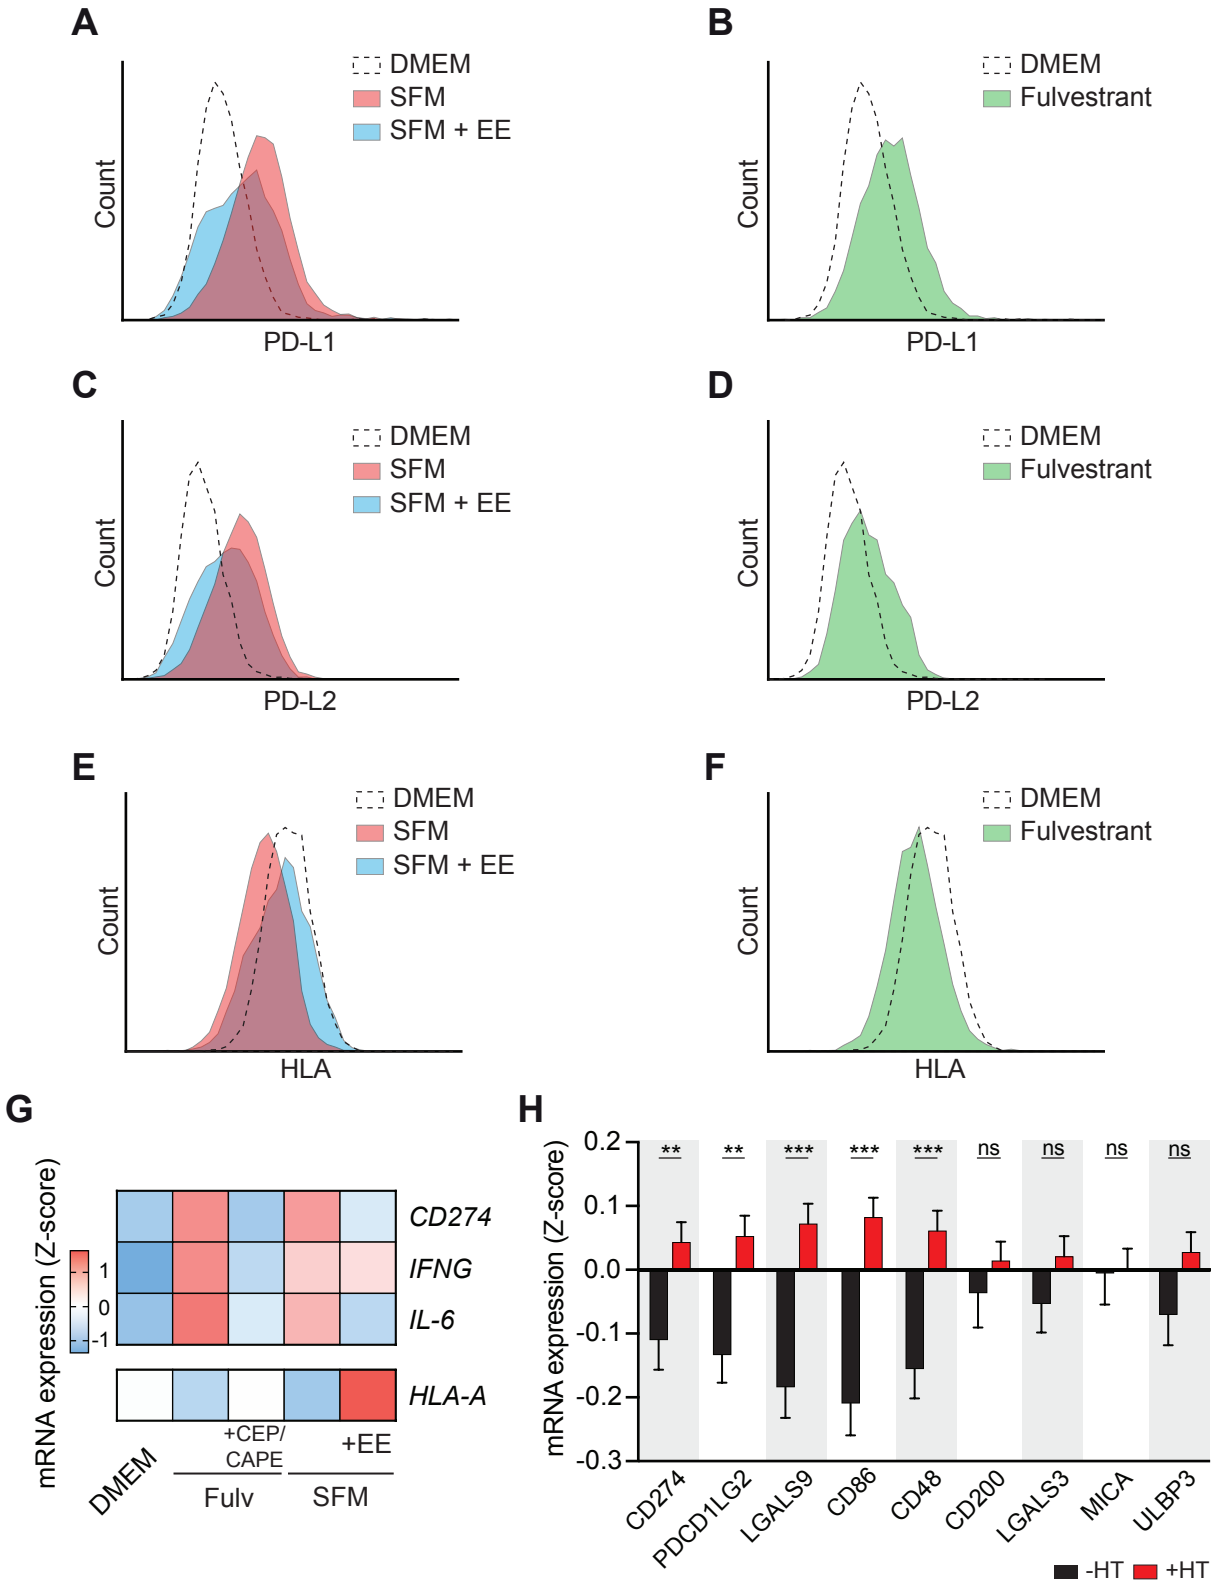 A
DMEM
SFM
SFM + EE
Count
PD-L1
B
DMEM
Fulvestrant
Count
PD-L1
C
DMEM
SFM
SFM + EE
Count
PD-L2
D
DMEM
Fulvestrant
Count
PD-L2
E
DMEM
SFM
SFM + EE
Count
HLA
F
DMEM
Fulvestrant
Count
HLA
G
mRNA expression (Z-score)
1
0
-1
CD274
IFNG
IL-6
HLA-A
DMEM
+CEP/
CAPE
+EE
Fulv
SFM
H
mRNA expression (Z-score)
0.2
0.1
0.0
-0.1
-0.2
-0.3
** ** *** *** *** ns ns ns ns
CD274
PDCD1LG2
LGALS9
CD86
CD48
CD200
LGALS3
MICA
ULBP3
-HT +HT